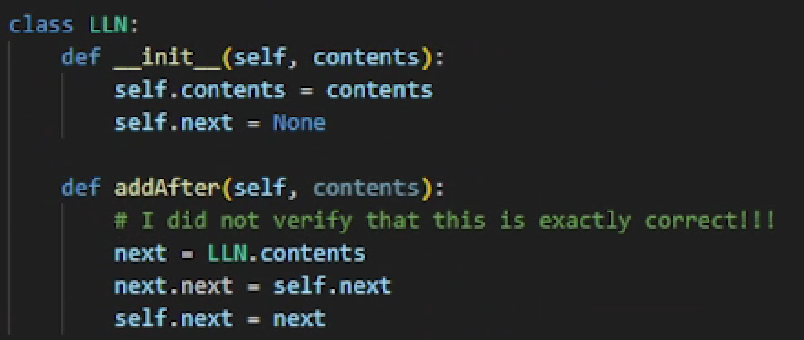 class LLN:
    def __init__(self, contents):
        self.contents = contents
        self.next = None
    def addAfter(self, contents):
        # I did not verify that this is exactly correct!!!
        next = LLN.contents
        next.next = self.next
        self.next = next